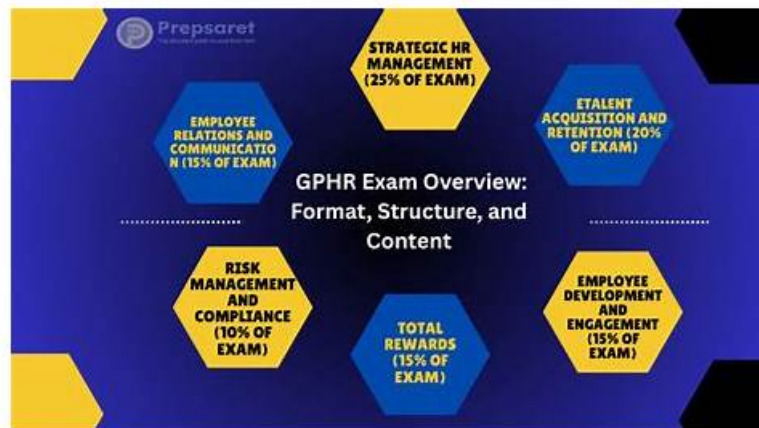 Prepsaret
STRATEGIC HR
MANAGEMENT
(25% OF EXAM)
EMPLOYEE
RELATIONS AND
COMMUNICATIO
N (15% OF EXAM)
ETALENT
ACQUISITION AND
RETENTION (20%
OF EXAM)
GPHR Exam Overview:
Format, Structure, and
Content
RISK
MANAGEMENT
AND
COMPLIANCE
(10% OF
EXAM)
TOTAL
REWARDS
(15% OF
EXAM)
EMPLOYEE
DEVELOPMENT
AND
ENGAGEMENT
(15% OF
EXAM)